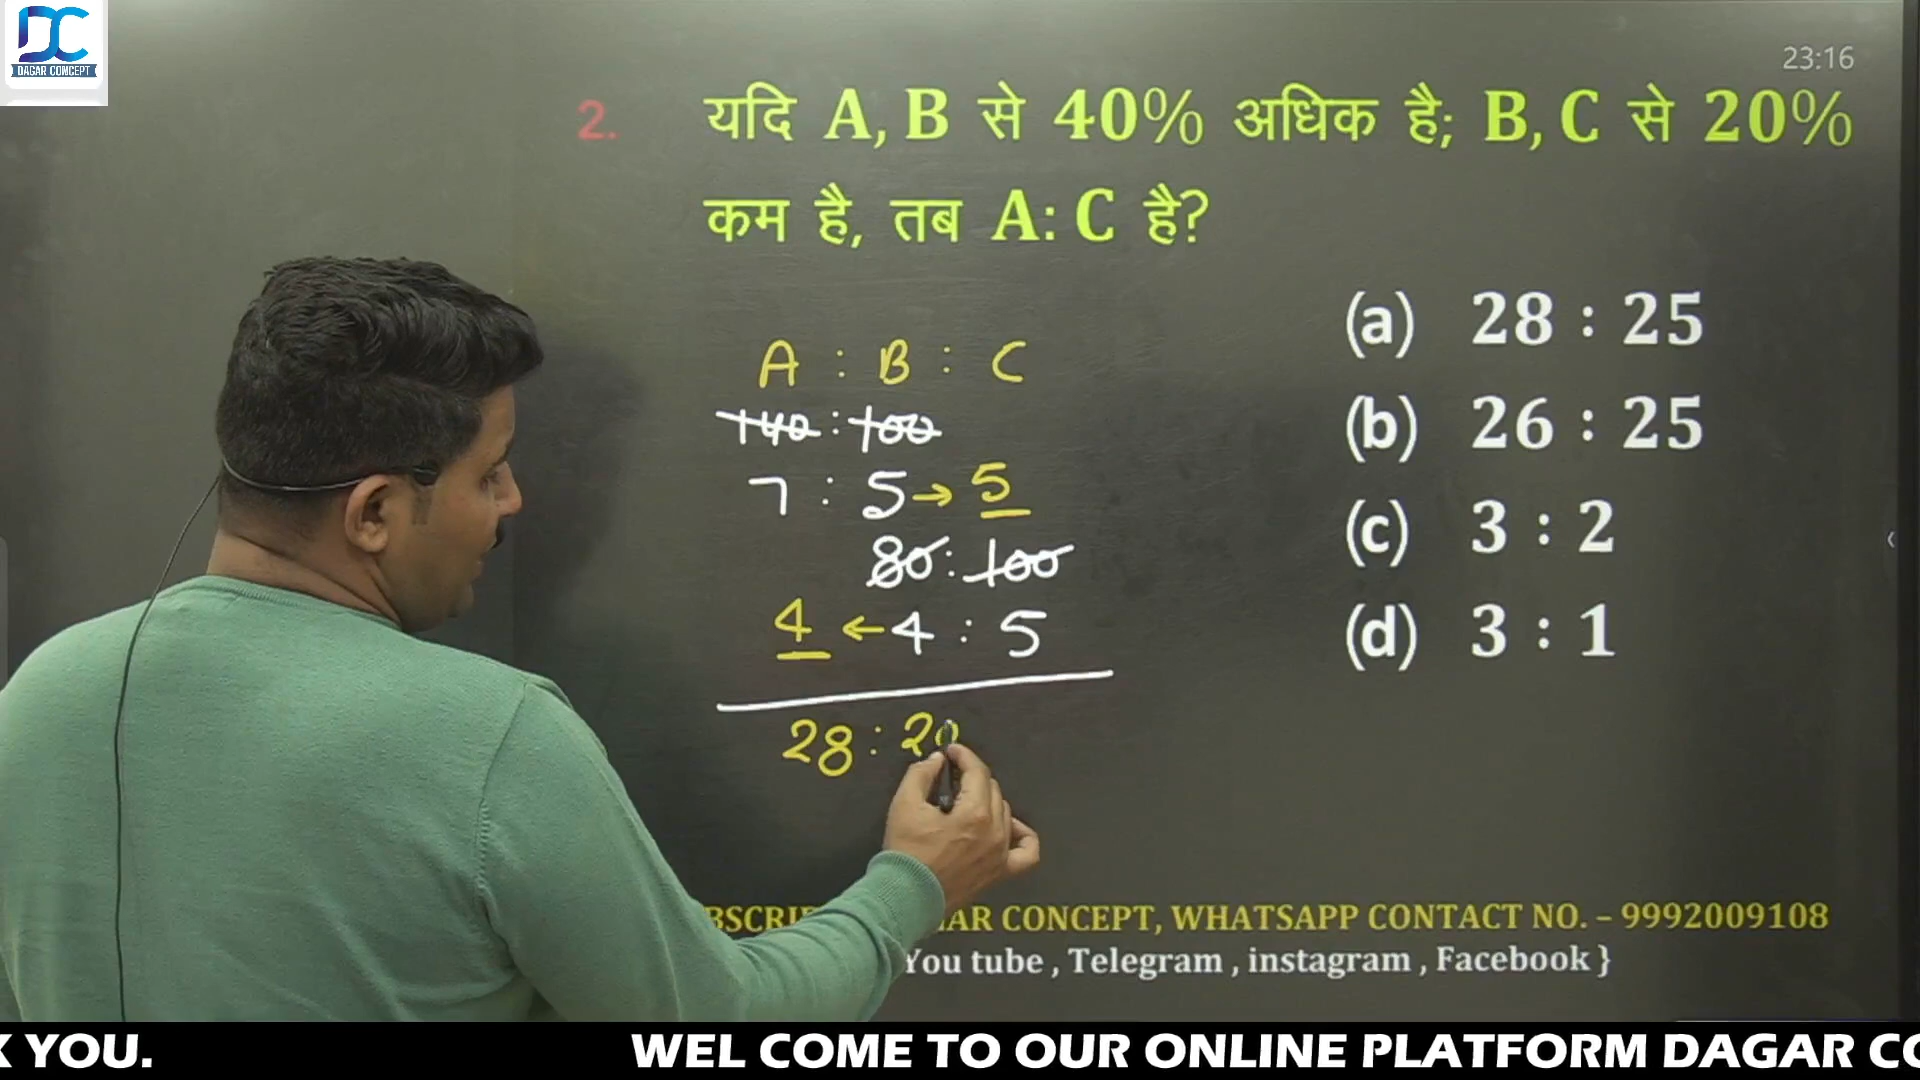 DC
DAGAR CONCEPT
23:16
2. यदि A, B से 40% अधिक है; B, C से 20%
कम है, तब A: C है?
(a) 28 : 25
(b) 26 : 25
(c) 3 : 2
(d) 3 : 1
A : B : C
140 : 100
7 : 5 → 5
80 : 100
4 ← 4 : 5
28 : 20
CONCEPT, WHATSAPP CONTACT NO. – 9992009108
You tube , Telegram , instagram , Facebook }
YOU. WEL COME TO OUR ONLINE PLATFORM DAGAR